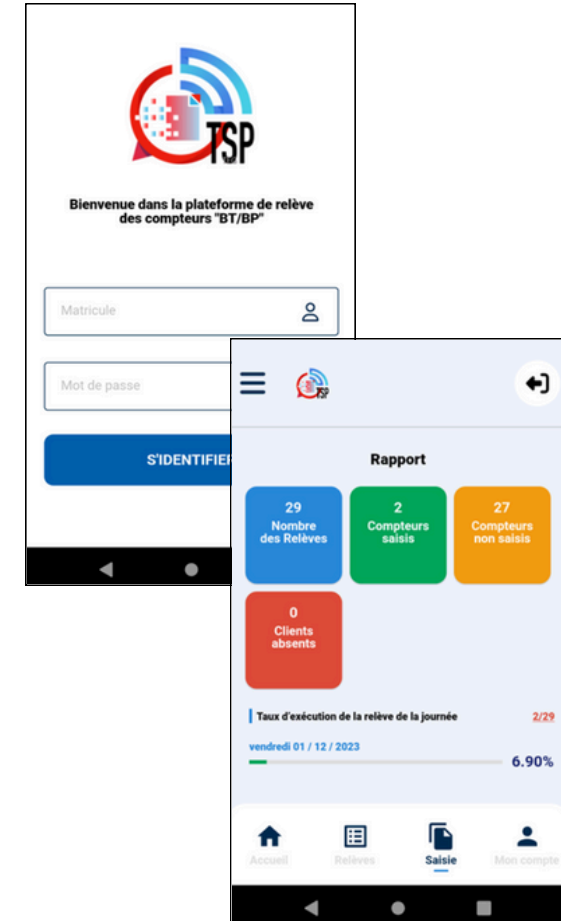 TSP
Bienvenue dans la plateforme de relève
des compteurs "BT/BP"
Matricule
Mot de passe
S'IDENTIFIER
TSP
Rapport
29
Nombre
des Relèves
2
Compteurs
saisis
27
Compteurs
non saisis
0
Clients
absents
Taux d'exécution de la relève de la journée
2/29
vendredi 01 / 12 / 2023
6.90%
Accueil
Relèves
Saisie
Mon compte